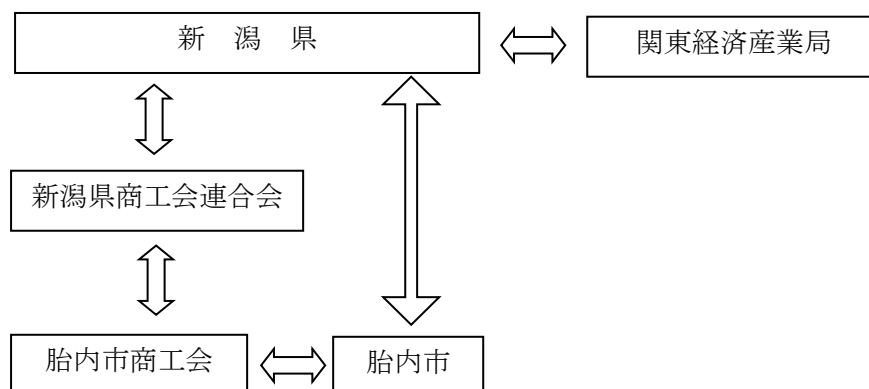 新 潟 県
関東経済産業局
新潟県商工会連合会
胎内市商工会
胎内市